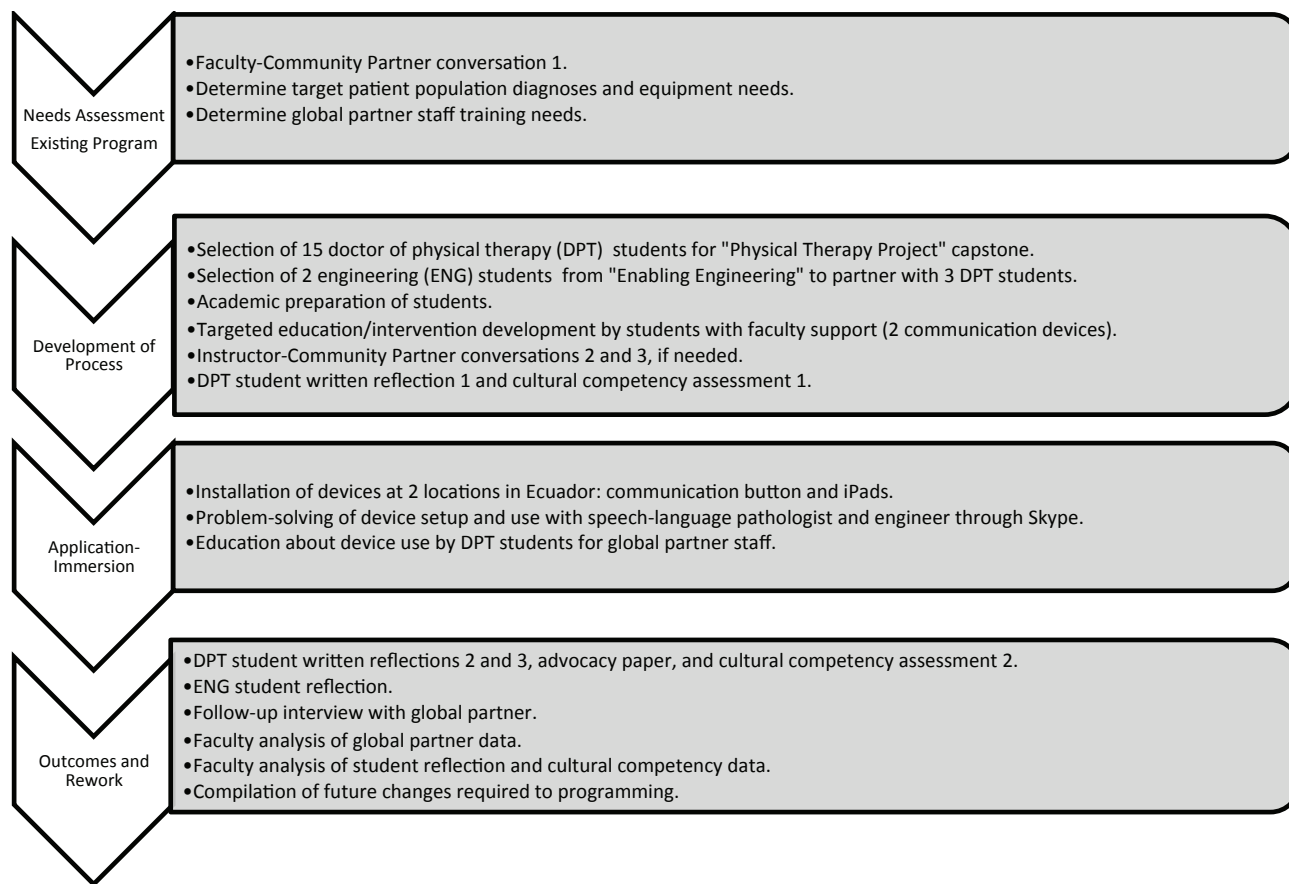 Needs Assessment
Existing Program
•Faculty-Community Partner conversation 1.
•Determine target patient population diagnoses and equipment needs.
•Determine global partner staff training needs.
Development of
Process
•Selection of 15 doctor of physical therapy (DPT)  students for "Physical Therapy Project" capstone.
•Selection of 2 engineering (ENG) students  from "Enabling Engineering" to partner with 3 DPT students.
•Academic preparation of students.
•Targeted education/intervention development by students with faculty support (2 communication devices).
•Instructor-Community Partner conversations 2 and 3, if needed.
•DPT student written reflection 1 and cultural competency assessment 1.
Application-
Immersion
•Installation of devices at 2 locations in Ecuador: communication button and iPads.
•Problem-solving of device setup and use with speech-language pathologist and engineer through Skype.
•Education about device use by DPT students for global partner staff.
Outcomes and
Rework
•DPT student written reflections 2 and 3, advocacy paper, and cultural competency assessment 2.
•ENG student reflection.
•Follow-up interview with global partner.
•Faculty analysis of global partner data.
•Faculty analysis of student reflection and cultural competency data.
•Compilation of future changes required to programming.